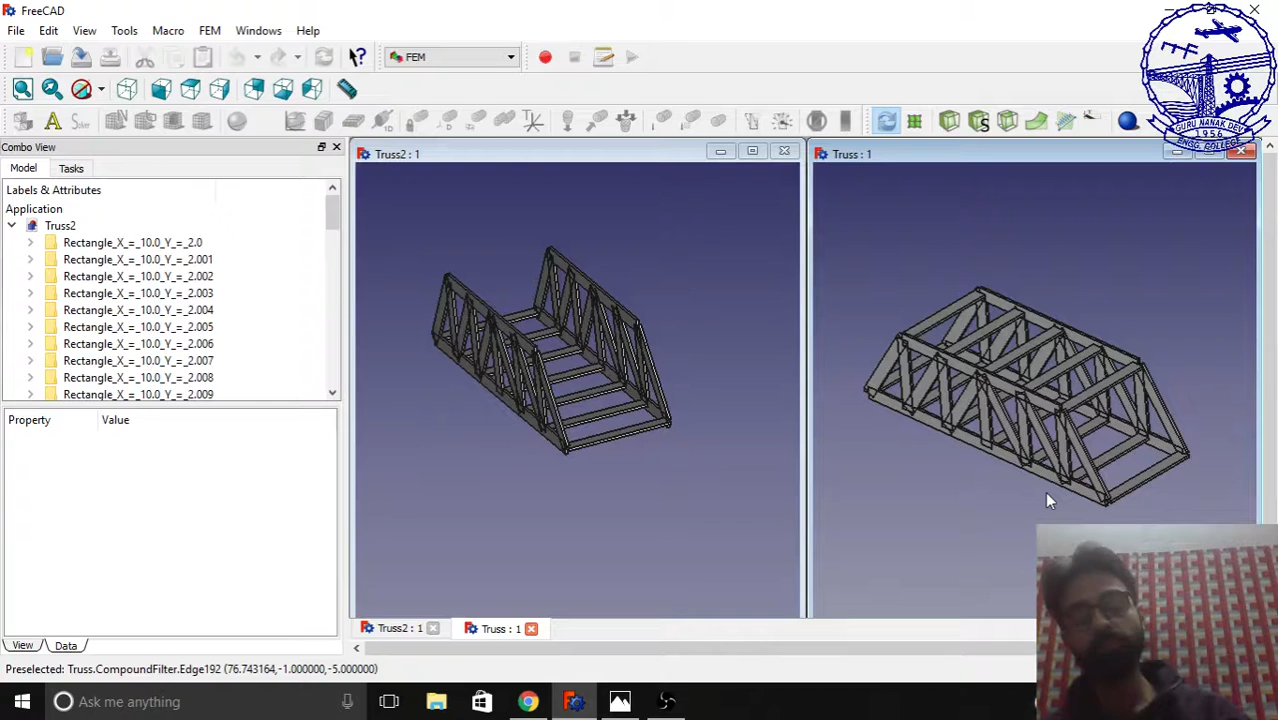 FreeCAD
File Edit View Tools Macro FEM Windows Help
FEM
Solver
Combo View
Model Tasks
Labels & Attributes
Application
Truss2
Rectangle_X_=_10.0_Y_=_2.0
Rectangle_X_=_10.0_Y_=_2.001
Rectangle_X_=_10.0_Y_=_2.002
Rectangle_X_=_10.0_Y_=_2.003
Rectangle_X_=_10.0_Y_=_2.004
Rectangle_X_=_10.0_Y_=_2.005
Rectangle_X_=_10.0_Y_=_2.006
Rectangle_X_=_10.0_Y_=_2.007
Rectangle_X_=_10.0_Y_=_2.008
Rectangle_X_=_10.0_Y_=_2.009
Property Value
View Data
Truss2 : 1
Truss : 1
GURU NANAK DEV
1956
ENGG. COLLEGE
Truss2 : 1 Truss : 1
Preselected: Truss.CompoundFilter.Edge192 (76.743164,-1.000000,-5.000000)
Ask me anything